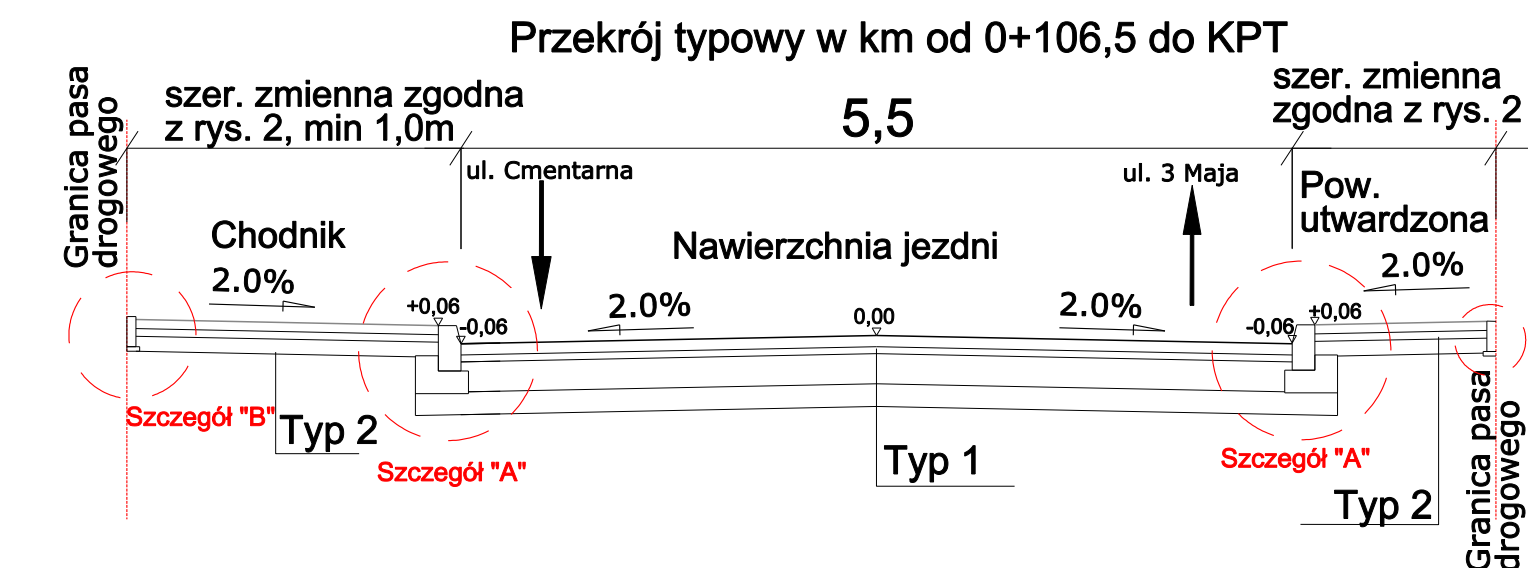 Przekrój typowy w km od 0+106,5 do KPT
Granica pasa
drogowego
szer. zmienna zgodna
z rys. 2, min 1,0m
5,5
szer. zmienna
zgodna z rys. 2
ul. Cmentarna
ul. 3 Maja
Pow.
utwardzona
Chodnik
Nawierzchnia jezdni
2.0%
2.0%
2.0%
2.0%
+0,06
-0,06
0,00
-0,06
+0,06
Szczegół "B"
Typ 2
Szczegół "A"
Typ 1
Szczegół "A"
Typ 2
Granica pasa
drogowego